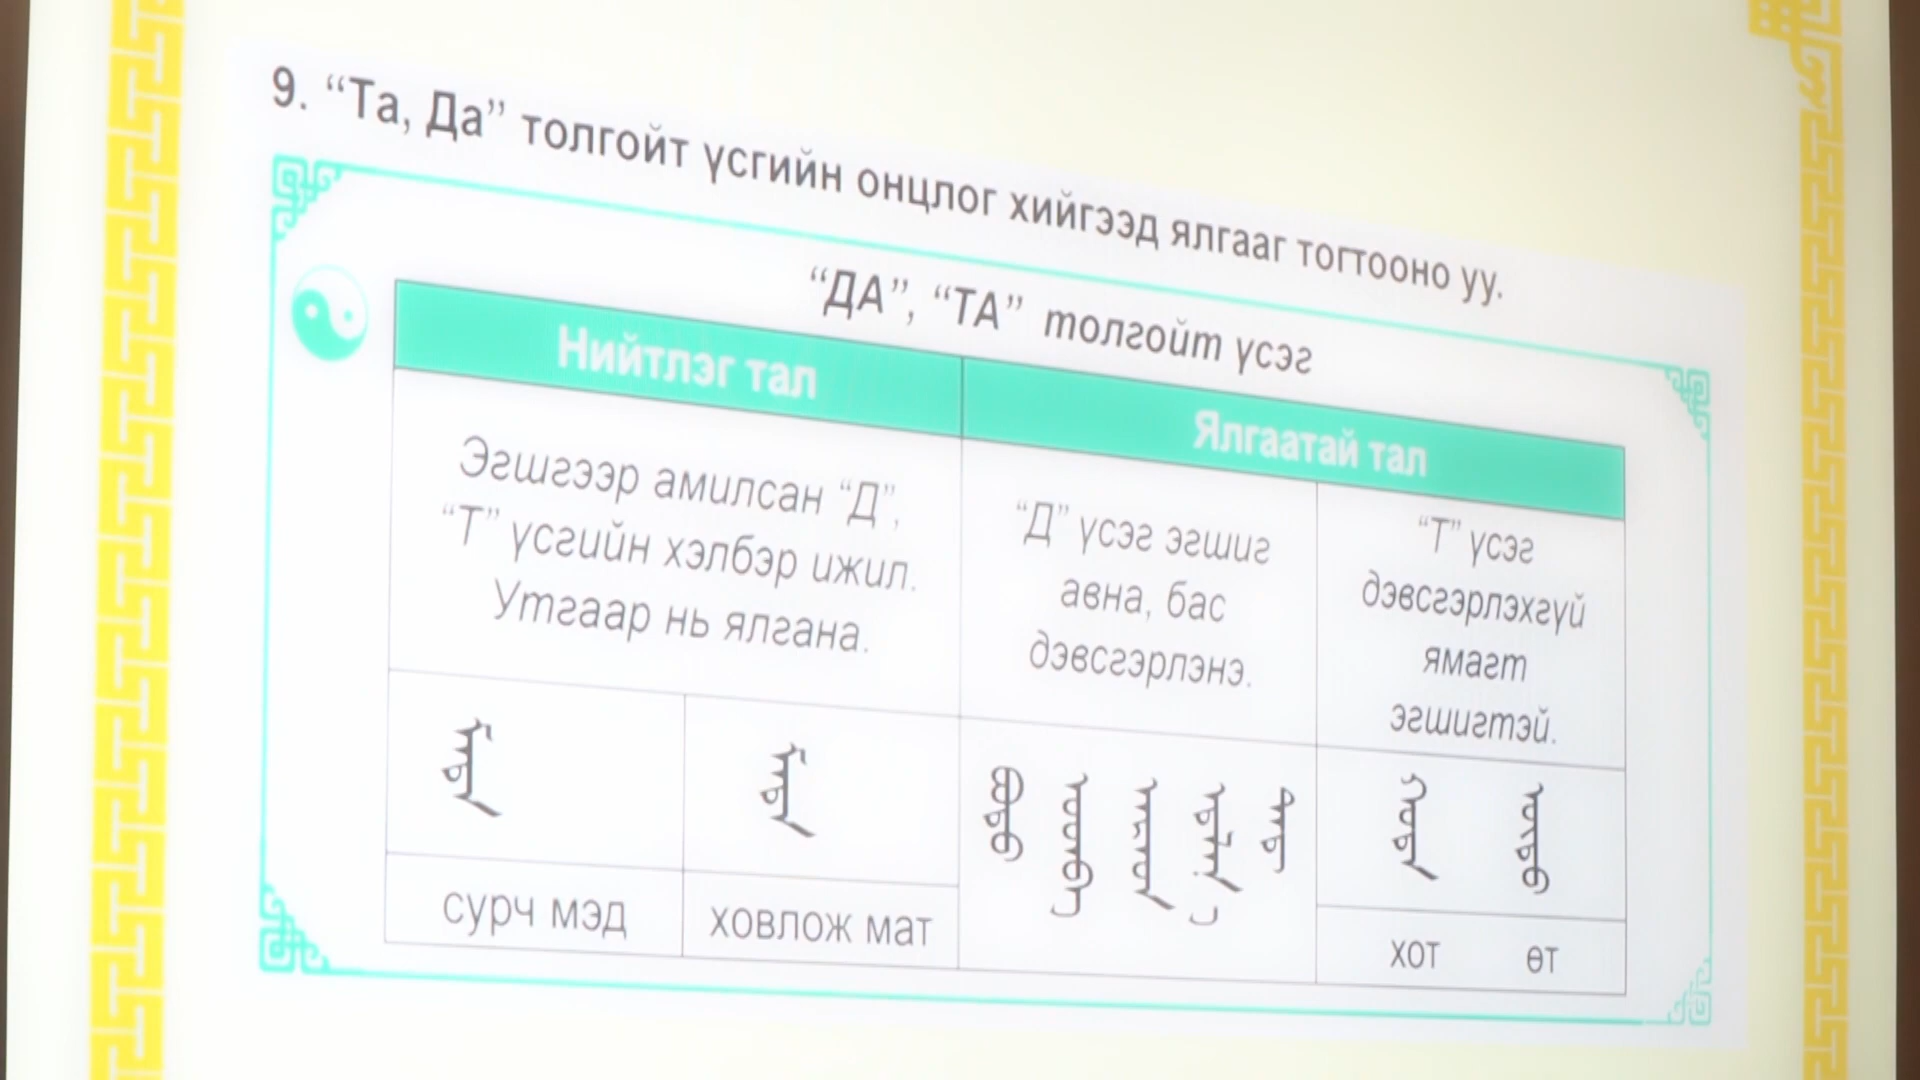 9. “Та, Да” толгойт үсгийн онцлог хийгээд ялгааг тогтооно уу.
“ДА”, “ТА” толгойт үсэг
Нийтлэг тал
Ялгаатай тал
Эгшгээр амилсан “Д”,
“Т” үсгийн хэлбэр ижил.
Утгаар нь ялгана.
“Д” үсэг эгшиг
авна, бас
дэвсгэрлэнэ.
“Т” үсэг
дэвсгэрлэхгүй
ямагт
эгшигтэй.
сурч мэд
ховлож мат
хот
өт